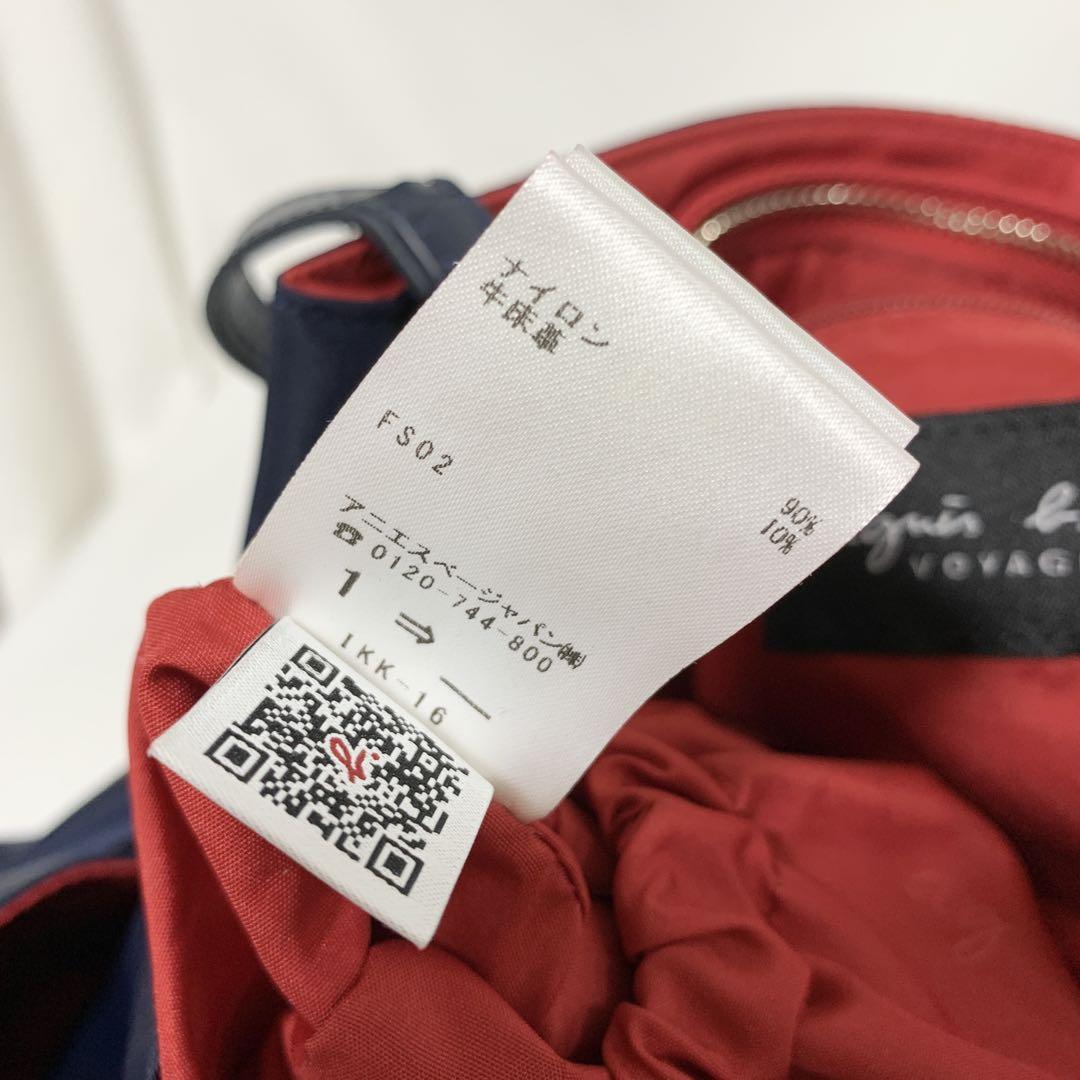 ナイロン 90%
牛床革 10%
FS02
アニエスベージャパン㈱
☎0120-744-800
1 ⇒ —
IKK-16
b.
agnès b.
VOYAGE